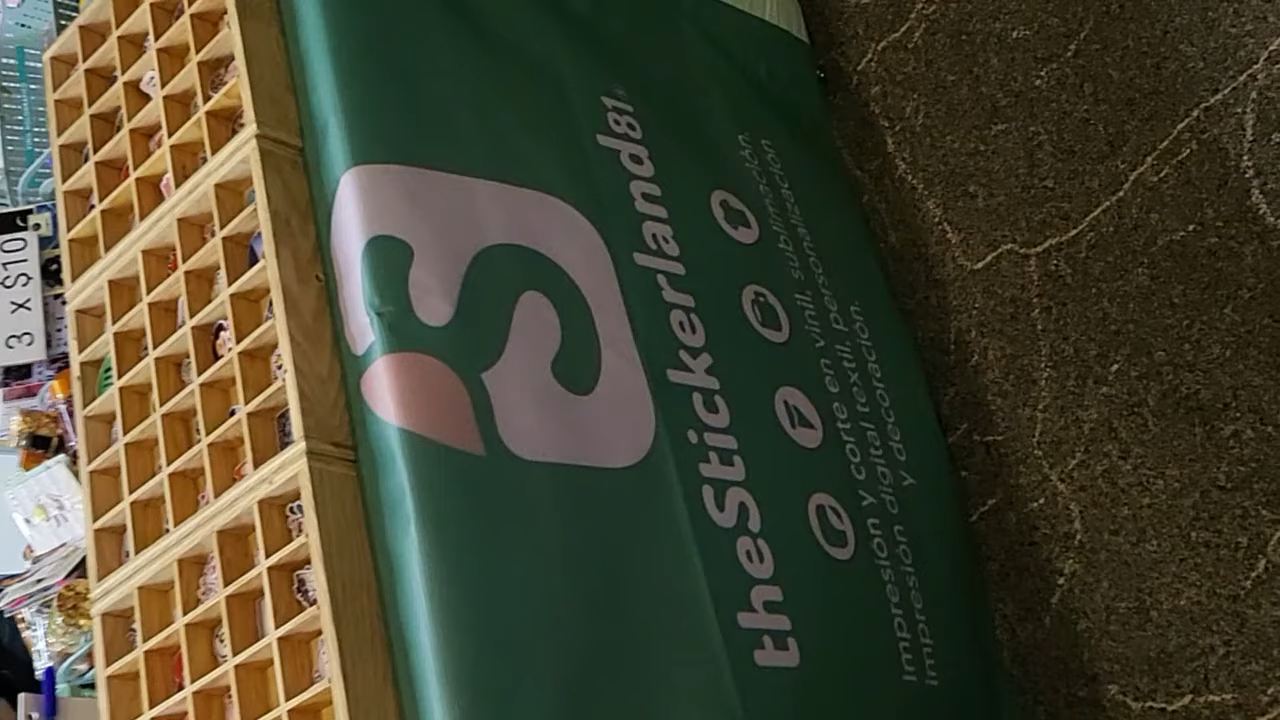 3 x $10
theStickerland81.
Impresión y corte en vinil, sublimación,
impresión digital textil, personalización
y decoración.